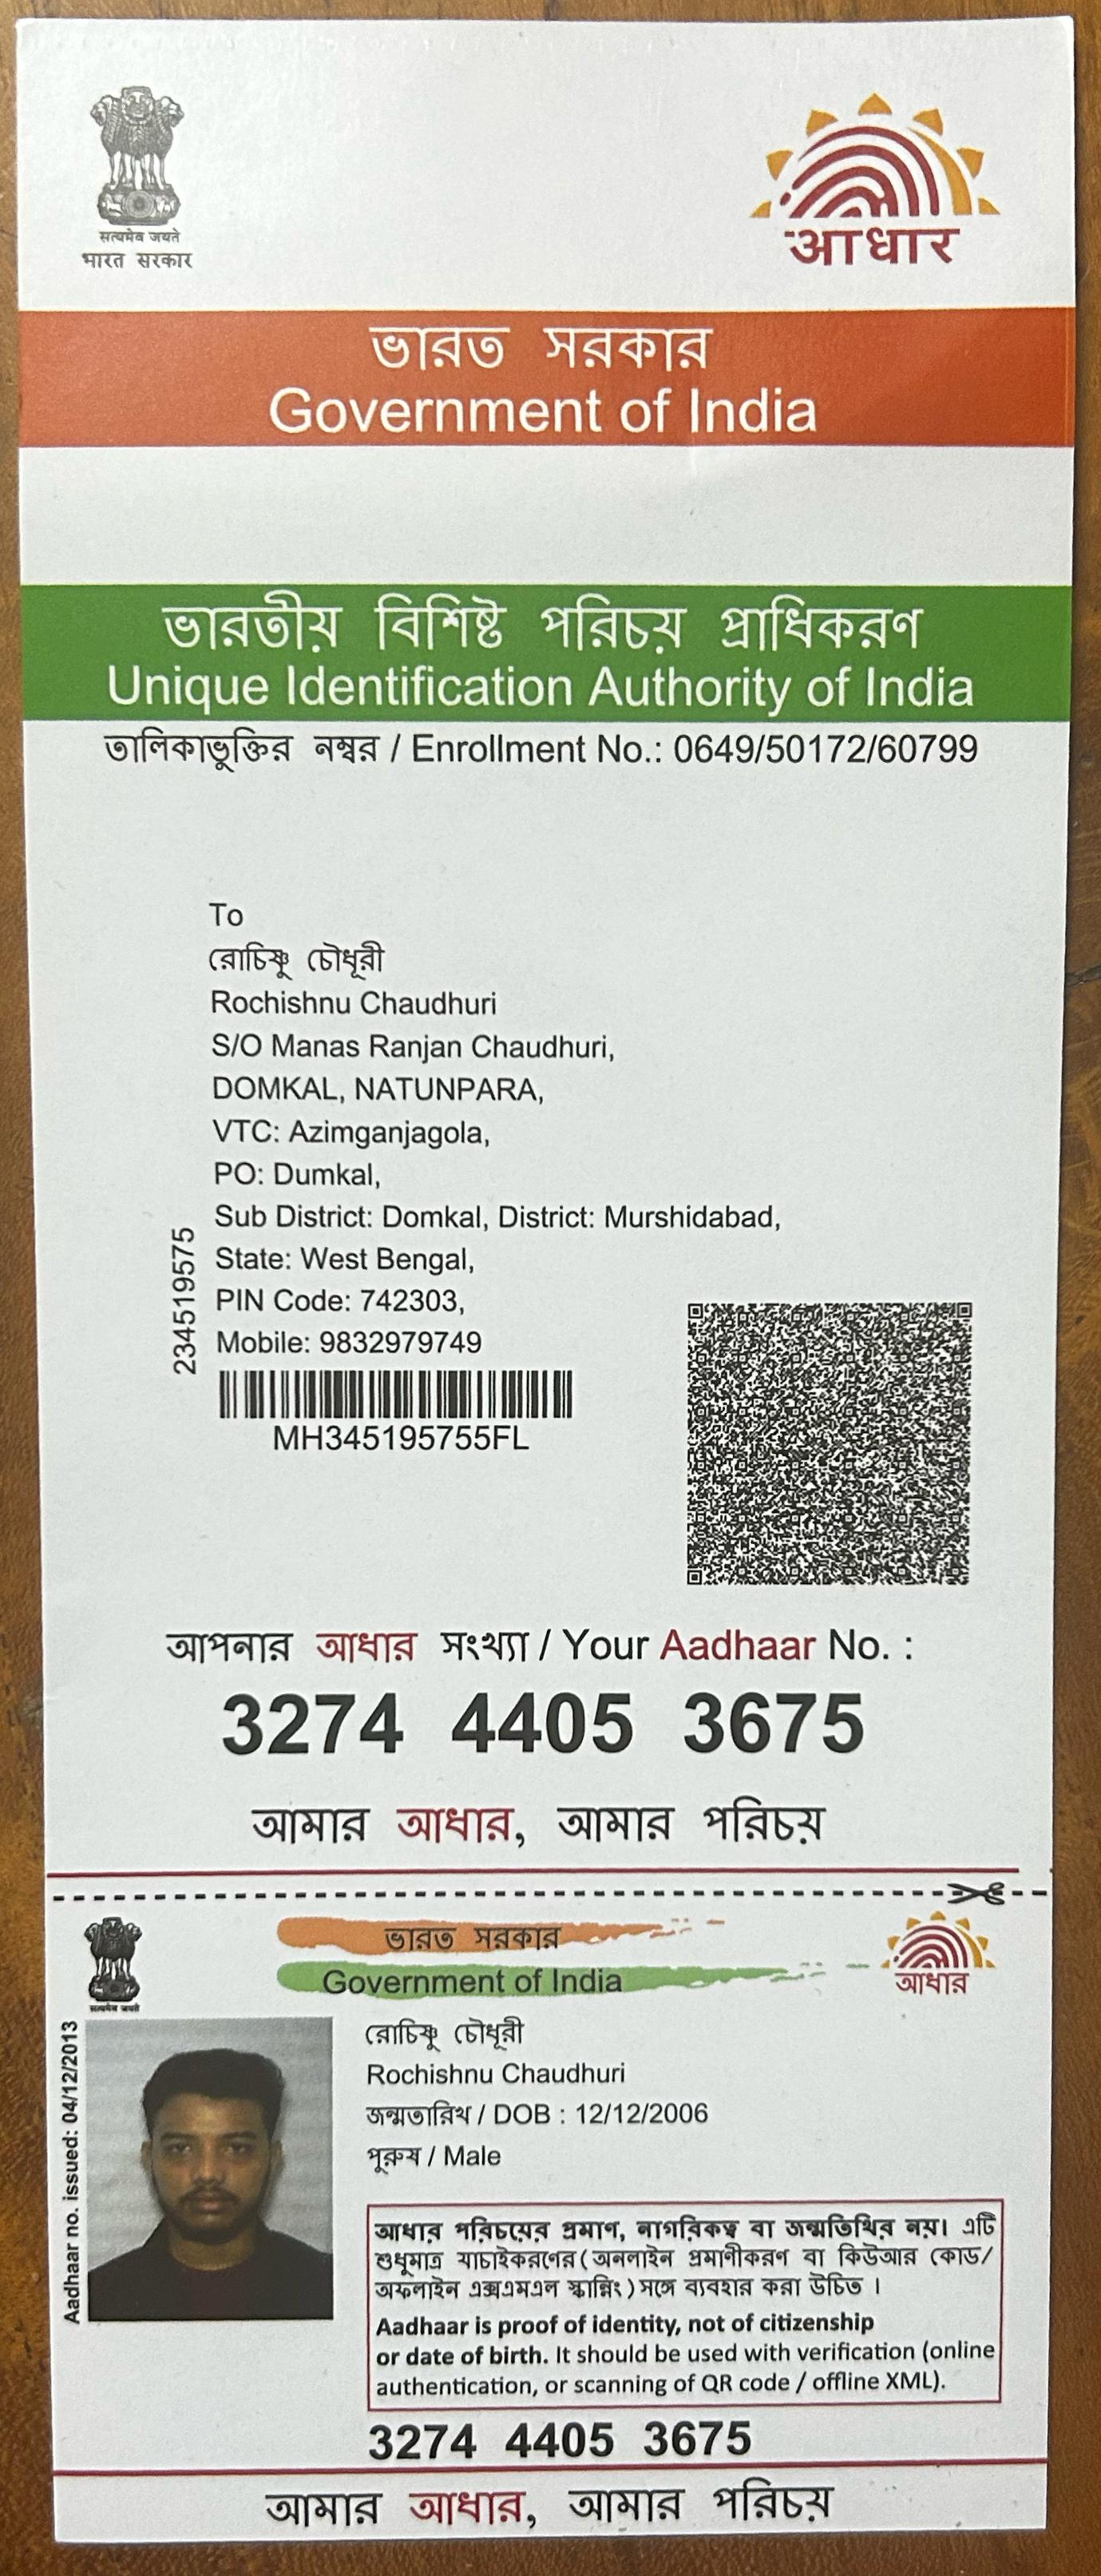 सत्यमेव जयते
भारत सरकार
आधार
ভারত সরকার
Government of India
ভারতীয় বিশিষ্ট পরিচয় প্রাধিকরণ
Unique Identification Authority of India
তালিকাভুক্তির নম্বর / Enrollment No.: 0649/50172/60799
To
রোচিষ্ণু চৌধূরী
Rochishnu Chaudhuri
S/O Manas Ranjan Chaudhuri,
DOMKAL, NATUNPARA,
VTC: Azimganjagola,
PO: Dumkal,
Sub District: Domkal, District: Murshidabad,
State: West Bengal,
PIN Code: 742303,
Mobile: 9832979749
234519575
MH345195755FL
আপনার আধার সংখ্যা / Your Aadhaar No. :
3274 4405 3675
আমার আধার, আমার পরিচয়
सत्यमेव जयते
ভারত সরকার
Government of India
আধার
Aadhaar no. issued: 04/12/2013
রোচিষ্ণু চৌধূরী
Rochishnu Chaudhuri
জন্মতারিখ / DOB : 12/12/2006
পুরুষ / Male
আধার পরিচয়ের প্রমাণ, নাগরিকত্ব বা জন্মতিথির নয়। এটি
শুধুমাত্র যাচাইকরণের (অনলাইন প্রমাণীকরণ বা কিউআর কোড/
অফলাইন এক্সএমএল স্কান্নিং ) সঙ্গে ব্যবহার করা উচিত ।
Aadhaar is proof of identity, not of citizenship
or date of birth. It should be used with verification (online
authentication, or scanning of QR code / offline XML).
3274 4405 3675
আমার আধার, আমার পরিচয়